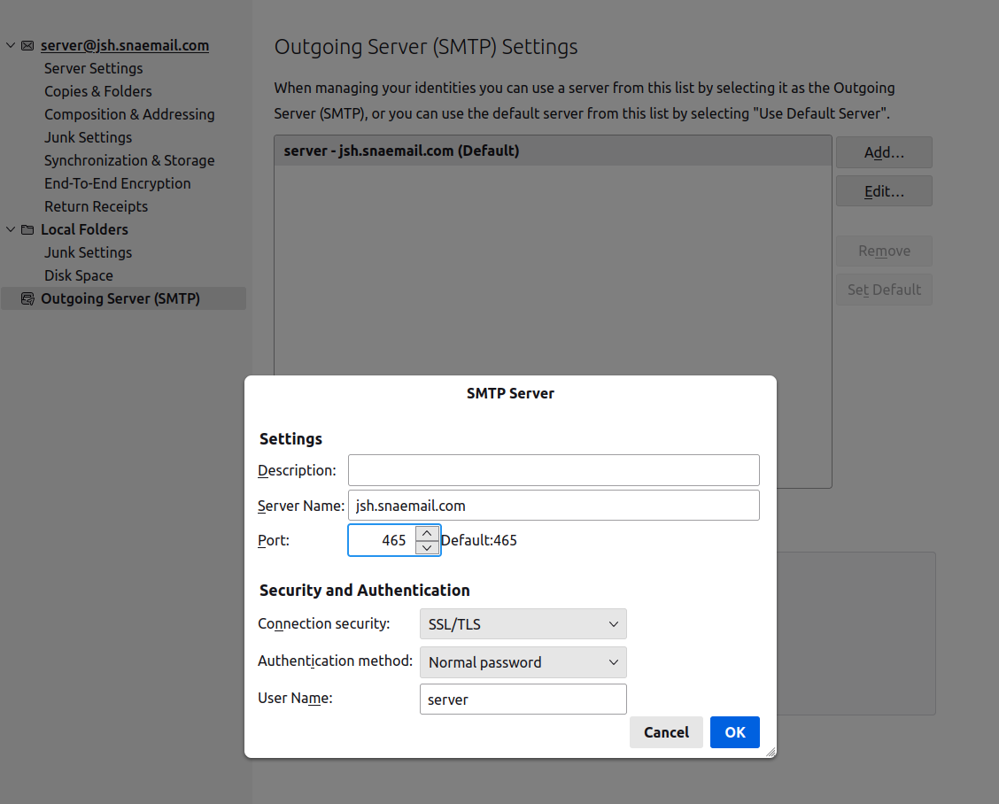 server@jsh.snaemail.com
Server Settings
Copies & Folders
Composition & Addressing
Junk Settings
Synchronization & Storage
End-To-End Encryption
Return Receipts
Local Folders
Junk Settings
Disk Space
Outgoing Server (SMTP)
Outgoing Server (SMTP) Settings
When managing your identities you can use a server from this list by selecting it as the Outgoing
Server (SMTP), or you can use the default server from this list by selecting "Use Default Server".
server - jsh.snaemail.com (Default)
Add...
Edit...
Remove
Set Default
SMTP Server
Settings
Description:
Server Name: jsh.snaemail.com
Port: 465 Default:465
Security and Authentication
Connection security: SSL/TLS
Authentication method: Normal password
User Name: server
Cancel OK